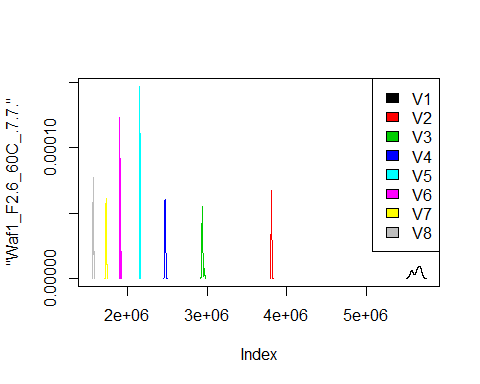 "Waf1_F2.6_60C_.7.7."
0.00000
0.00010
V1
V2
V3
V4
V5
V6
V7
V8
2e+06 3e+06 4e+06 5e+06
Index